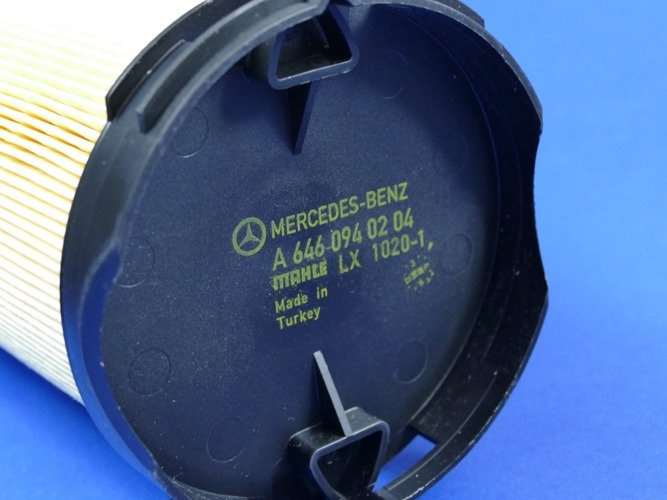 MERCEDES-BENZ
A 646 094 02 04
MAHLE LX 1020-1,
Made in
Turkey